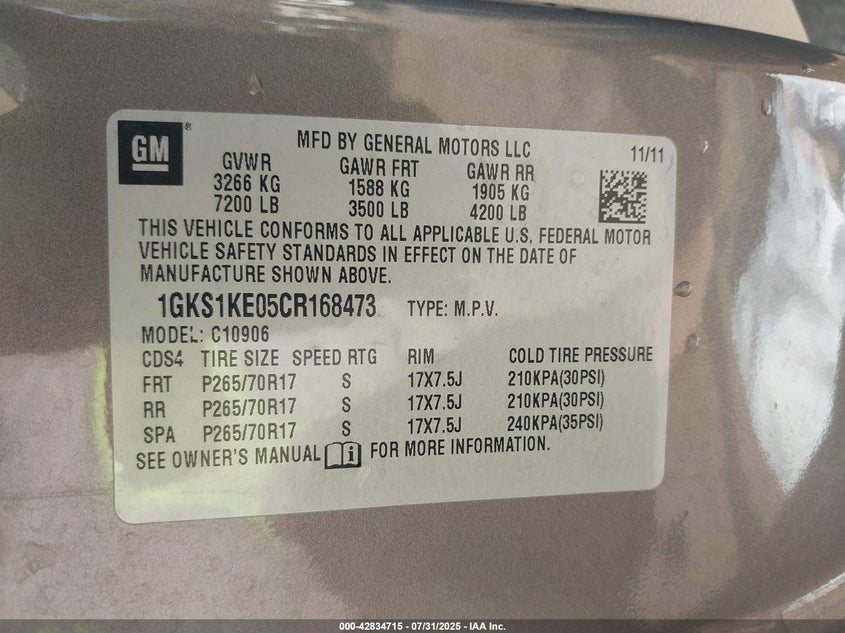 GM ®
MFD BY GENERAL MOTORS LLC 11/11
GVWR GAWR FRT GAWR RR
3266 KG 1588 KG 1905 KG
7200 LB 3500 LB 4200 LB
THIS VEHICLE CONFORMS TO ALL APPLICABLE U.S. FEDERAL MOTOR
VEHICLE SAFETY STANDARDS IN EFFECT ON THE DATE OF
MANUFACTURE SHOWN ABOVE.
1GKS1KE05CR168473 TYPE: M.P.V.
MODEL: C10906
CDS4 TIRE SIZE SPEED RTG RIM COLD TIRE PRESSURE
FRT P265/70R17 S 17X7.5J 210KPA(30PSI)
RR P265/70R17 S 17X7.5J 210KPA(30PSI)
SPA P265/70R17 S 17X7.5J 240KPA(35PSI)
SEE OWNER'S MANUAL i FOR MORE INFORMATION.
000-42834715 - 07/31/2025 - IAA Inc.